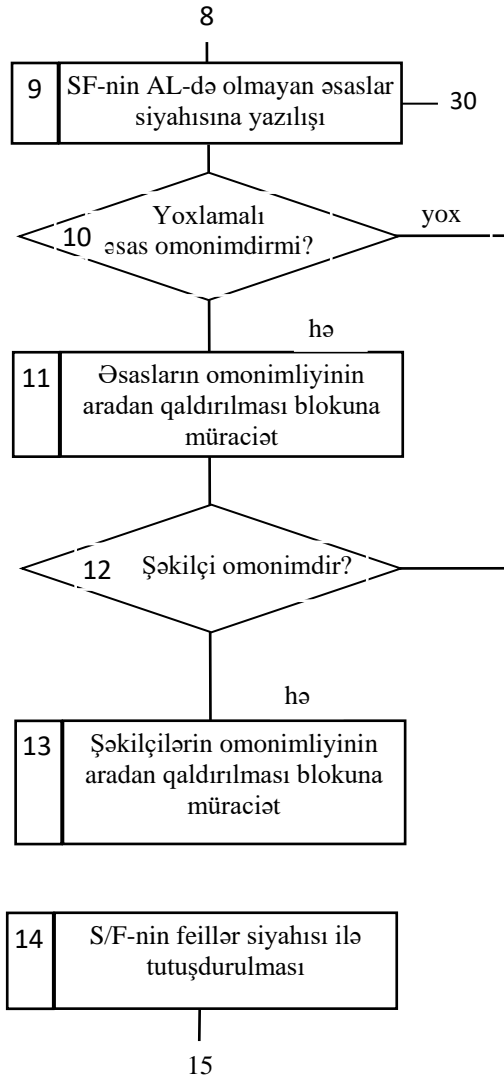 8
9 SF-nin AL-də olmayan əsaslar
siyahısına yazılışı
30
Yoxlamalı
yox
10 əsas omonimdirmi?
hə
11 Əsasların omonimliyinin
aradan qaldırılması blokuna
müraciət
12 Şəkilçi omonimdir?
hə
13 Şəkilçilərin omonimliyinin
aradan qaldırılması blokuna
müraciət
14 S/F-nin feillər siyahısı ilə
tutuşdurulması
15